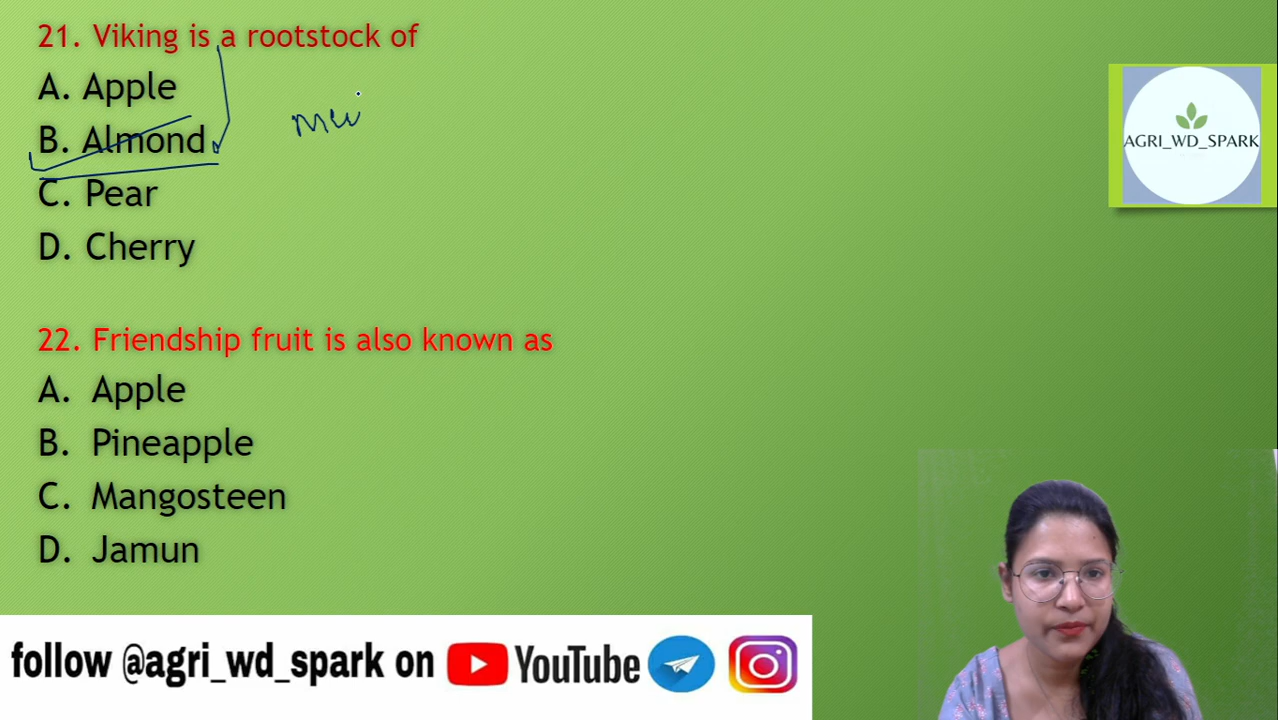 21. Viking is a rootstock of
A. Apple
B. Almond
C. Pear
D. Cherry
22. Friendship fruit is also known as
A. Apple
B. Pineapple
C. Mangosteen
D. Jamun
AGRI_WD_SPARK
follow @agri_wd_spark on YouTube